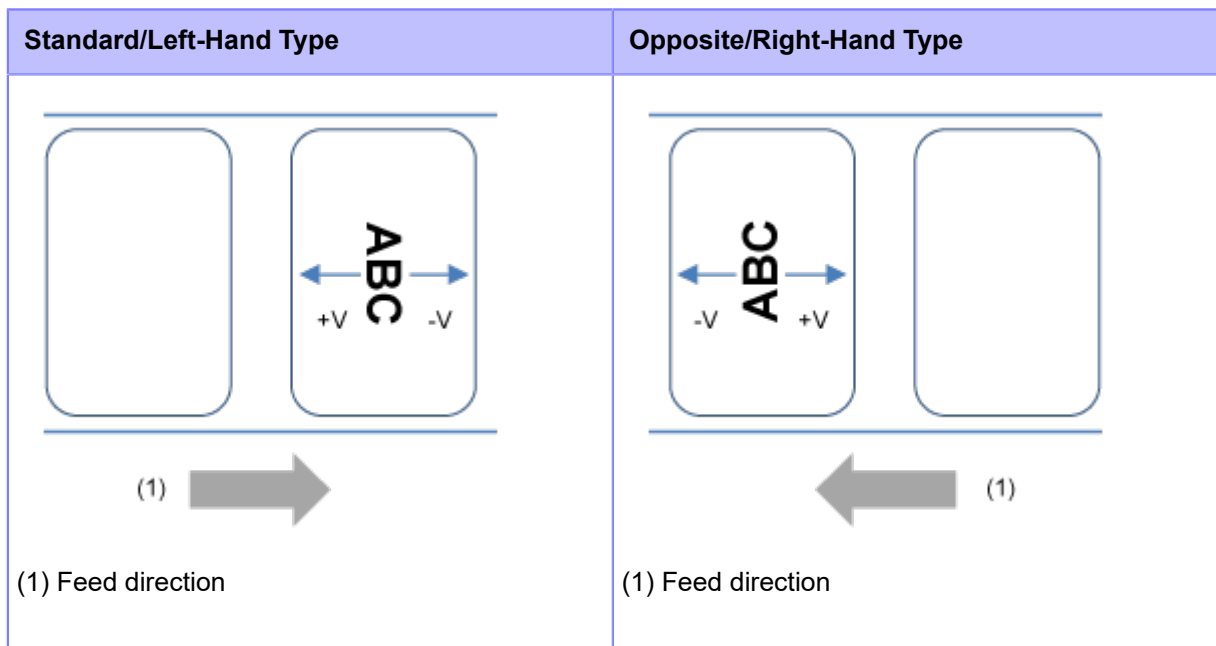 Standard/Left-Hand Type
Opposite/Right-Hand Type
ABC
+V
-V
(1)
(1) Feed direction
ABC
-V
+V
(1)
(1) Feed direction